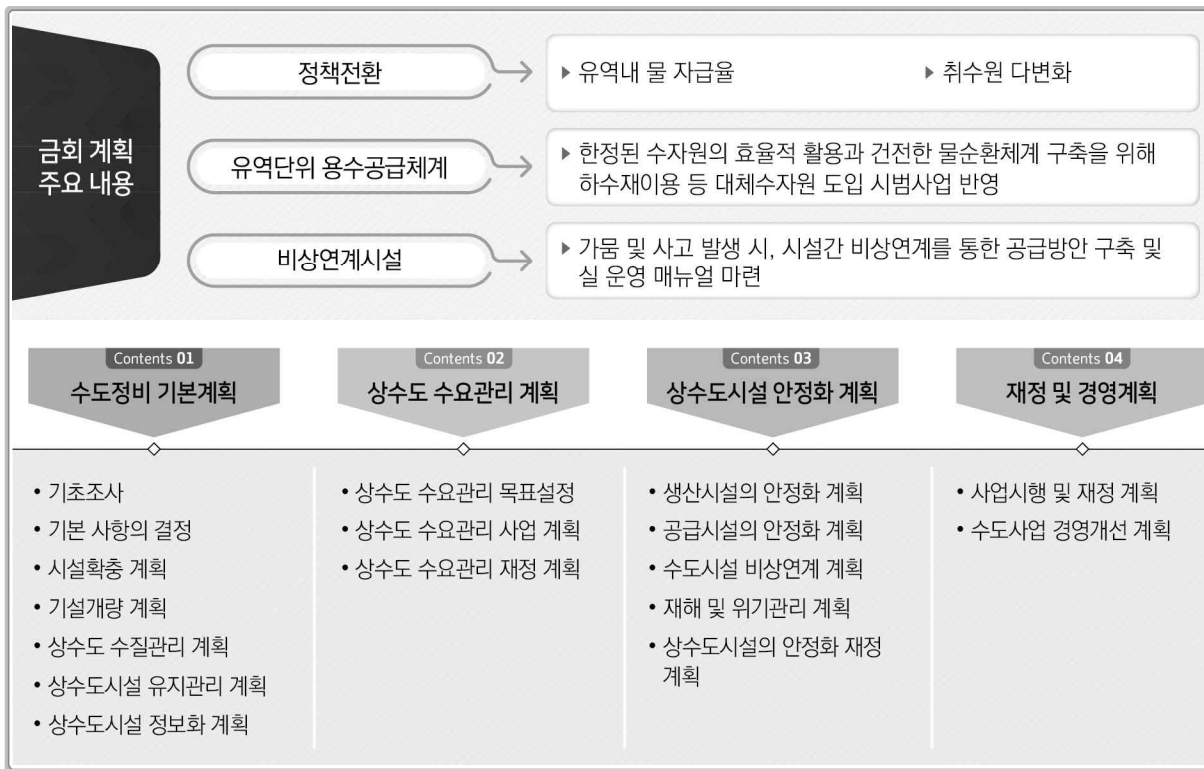 금회 계획
주요 내용
정책전환
▸ 유역내 물 자급율
▸ 취수원 다변화
유역단위 용수공급체계
▸ 한정된 수자원의 효율적 활용과 건전한 물순환체계 구축을 위해
하수재이용 등 대체수자원 도입 시범사업 반영
비상연계시설
▸ 가뭄 및 사고 발생 시, 시설간 비상연계를 통한 공급방안 구축 및
실 운영 매뉴얼 마련
Contents 01
수도정비 기본계획
• 기초조사
• 기본 사항의 결정
• 시설확충 계획
• 기설개량 계획
• 상수도 수질관리 계획
• 상수도시설 유지관리 계획
• 상수도시설 정보화 계획
Contents 02
상수도 수요관리 계획
• 상수도 수요관리 목표설정
• 상수도 수요관리 사업 계획
• 상수도 수요관리 재정 계획
Contents 03
상수도시설 안정화 계획
• 생산시설의 안정화 계획
• 공급시설의 안정화 계획
• 수도시설 비상연계 계획
• 재해 및 위기관리 계획
• 상수도시설의 안정화 재정
계획
Contents 04
재정 및 경영계획
• 사업시행 및 재정 계획
• 수도사업 경영개선 계획